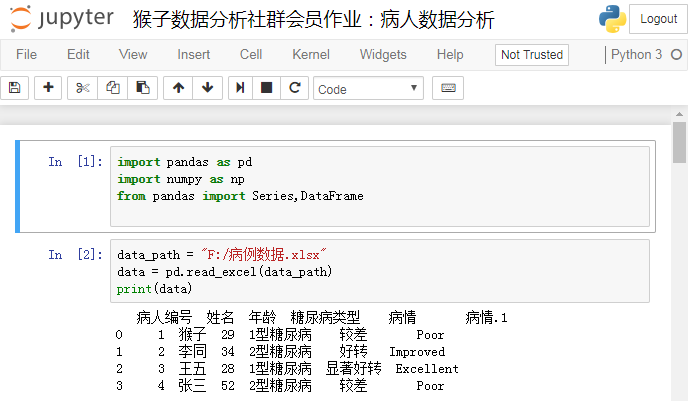 jupyter 猴子数据分析社群会员作业：病人数据分析 Logout
File Edit View Insert Cell Kernel Widgets Help Not Trusted Python 3
Code
In [1]: import pandas as pd
import numpy as np
from pandas import Series,DataFrame
In [2]: data_path = "F:/病例数据.xlsx"
data = pd.read_excel(data_path)
print(data)
病人编号 姓名 年龄 糖尿病类型 病情 病情.1
0 1 猴子 29 1型糖尿病 较差 Poor
1 2 李同 34 2型糖尿病 好转 Improved
2 3 王五 28 1型糖尿病 显著好转 Excellent
3 4 张三 52 2型糖尿病 较差 Poor